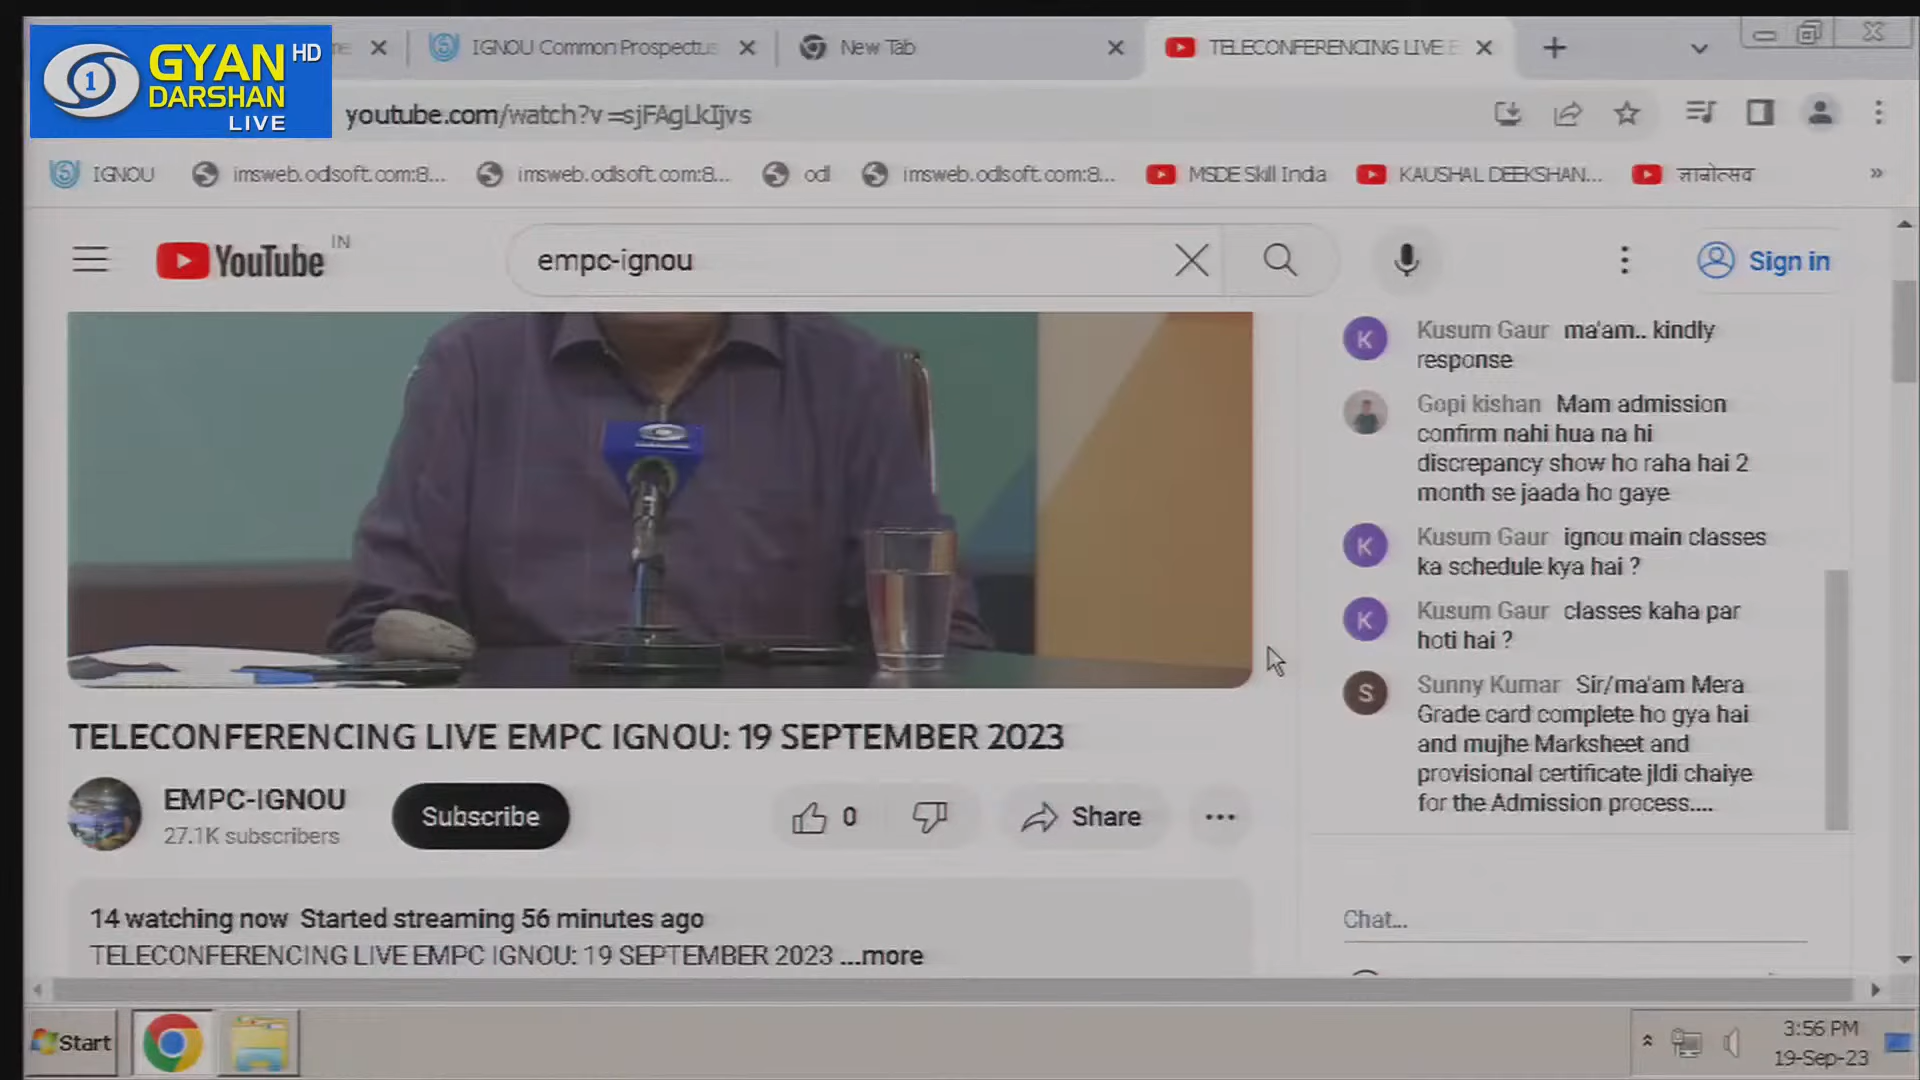 GYAN HD
DARSHAN
LIVE
1
IGNOU Common Prospectus
New Tab
TELECONFERENCING LIVE E
youtube.com/watch?v=sjFAgLkIjvs
IGNOU
imsweb.odlsoft.com:8...
imsweb.odlsoft.com:8...
odl
imsweb.odlsoft.com:8...
MSDE Skill India
KAUSHAL DEEKSHAN...
ज्ञानोत्सव
»
YouTube IN
empc-ignou
Sign in
Kusum Gaur ma'am.. kindly
response
Gopi kishan Mam admission
confirm nahi hua na hi
discrepancy show ho raha hai 2
month se jaada ho gaye
K
Kusum Gaur ignou main classes
ka schedule kya hai ?
K
Kusum Gaur classes kaha par
hoti hai ?
K
S
Sunny Kumar Sir/ma'am Mera
Grade card complete ho gya hai
and mujhe Marksheet and
provisional certificate jldi chaiye
for the Admission process....
TELECONFERENCING LIVE EMPC IGNOU: 19 SEPTEMBER 2023
EMPC-IGNOU
27.1K subscribers
Subscribe
0
Share
14 watching now Started streaming 56 minutes ago
TELECONFERENCING LIVE EMPC IGNOU: 19 SEPTEMBER 2023 ...more
Chat...
Start
3:56 PM
19-Sep-23